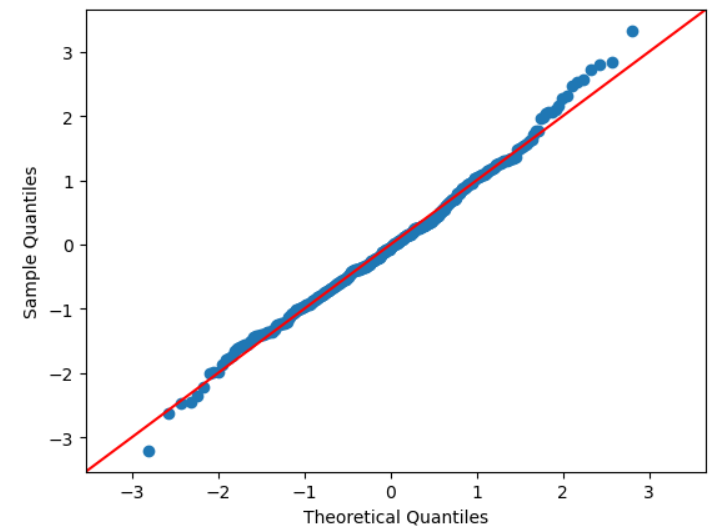 3
2
1
0
−1
−2
−3
Sample Quantiles
−3 −2 −1 0 1 2 3
Theoretical Quantiles